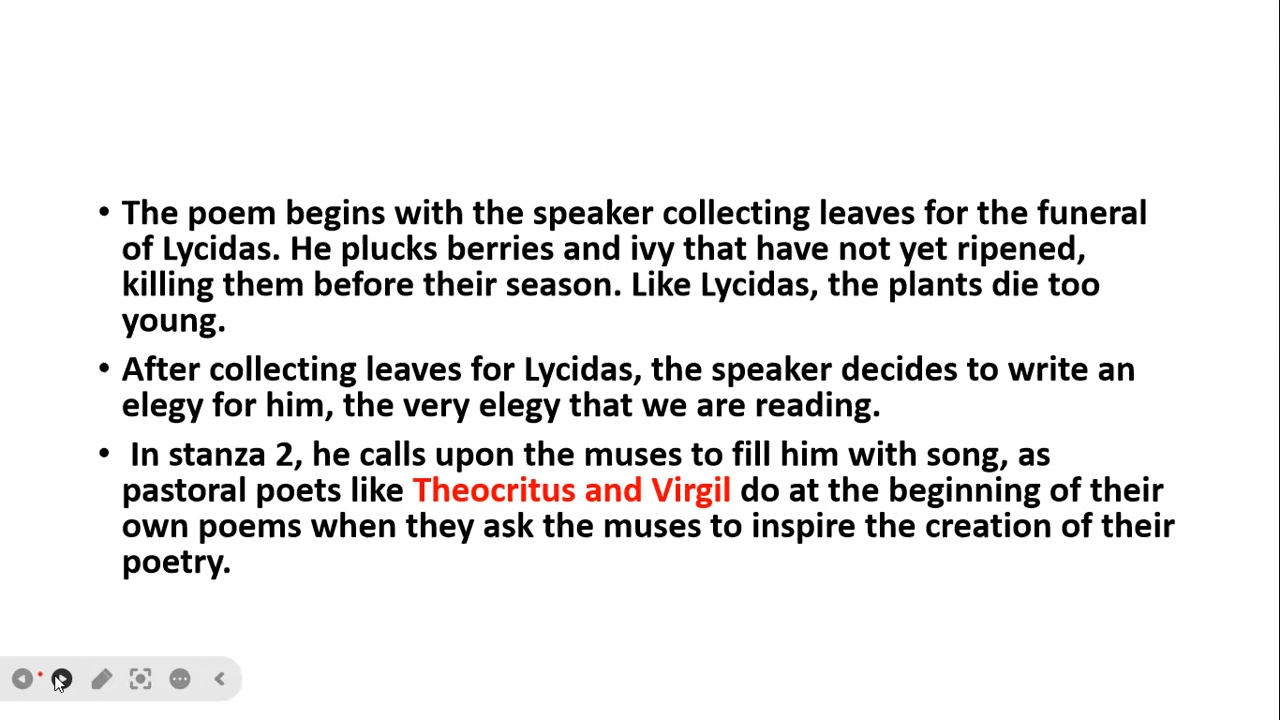 • The poem begins with the speaker collecting leaves for the funeral
of Lycidas. He plucks berries and ivy that have not yet ripened,
killing them before their season. Like Lycidas, the plants die too
young.
• After collecting leaves for Lycidas, the speaker decides to write an
elegy for him, the very elegy that we are reading.
• In stanza 2, he calls upon the muses to fill him with song, as
pastoral poets like Theocritus and Virgil do at the beginning of their
own poems when they ask the muses to inspire the creation of their
poetry.